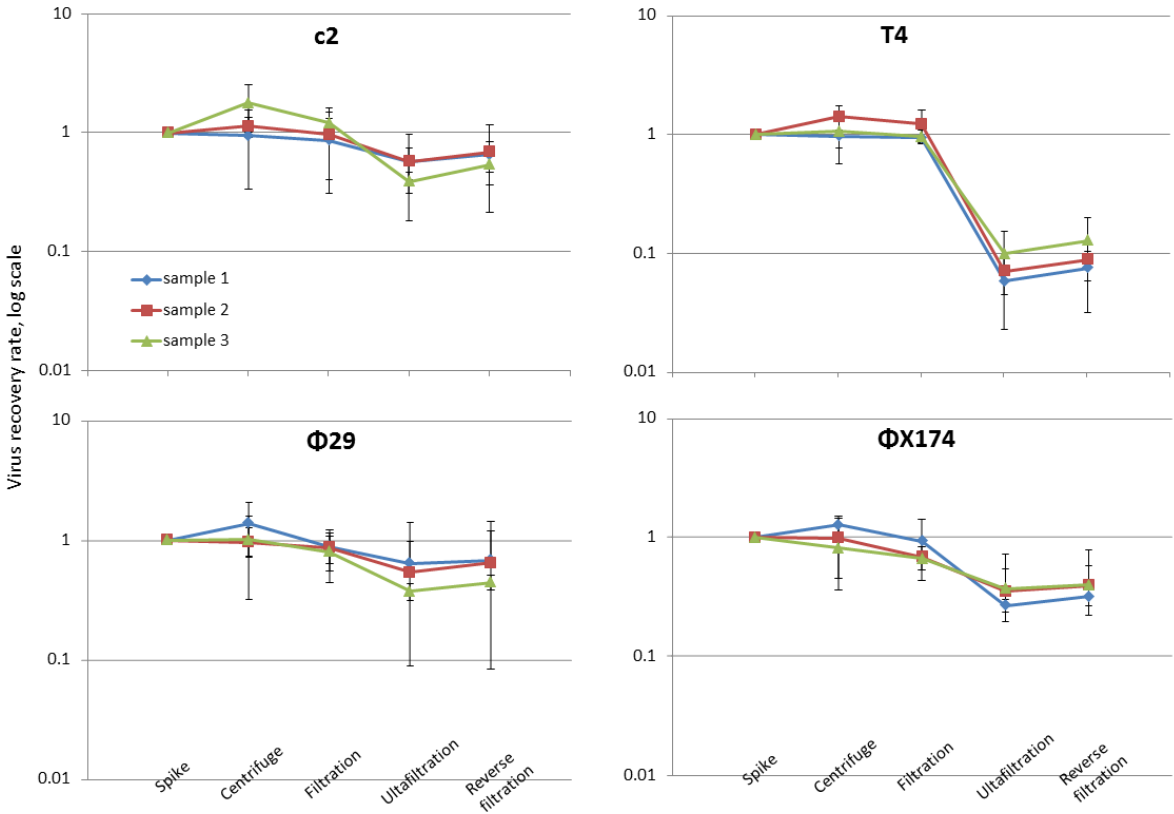 Virus recovery rate, log scale
c2
10
1
0.1
0.01
sample 1
sample 2
sample 3
T4
10
1
0.1
0.01
Φ29
10
1
0.1
0.01
Spike
Centrifuge
Filtration
Ultafiltration
Reverse
filtration
ΦX174
10
1
0.1
0.01
Spike
Centrifuge
Filtration
Ultafiltration
Reverse
filtration